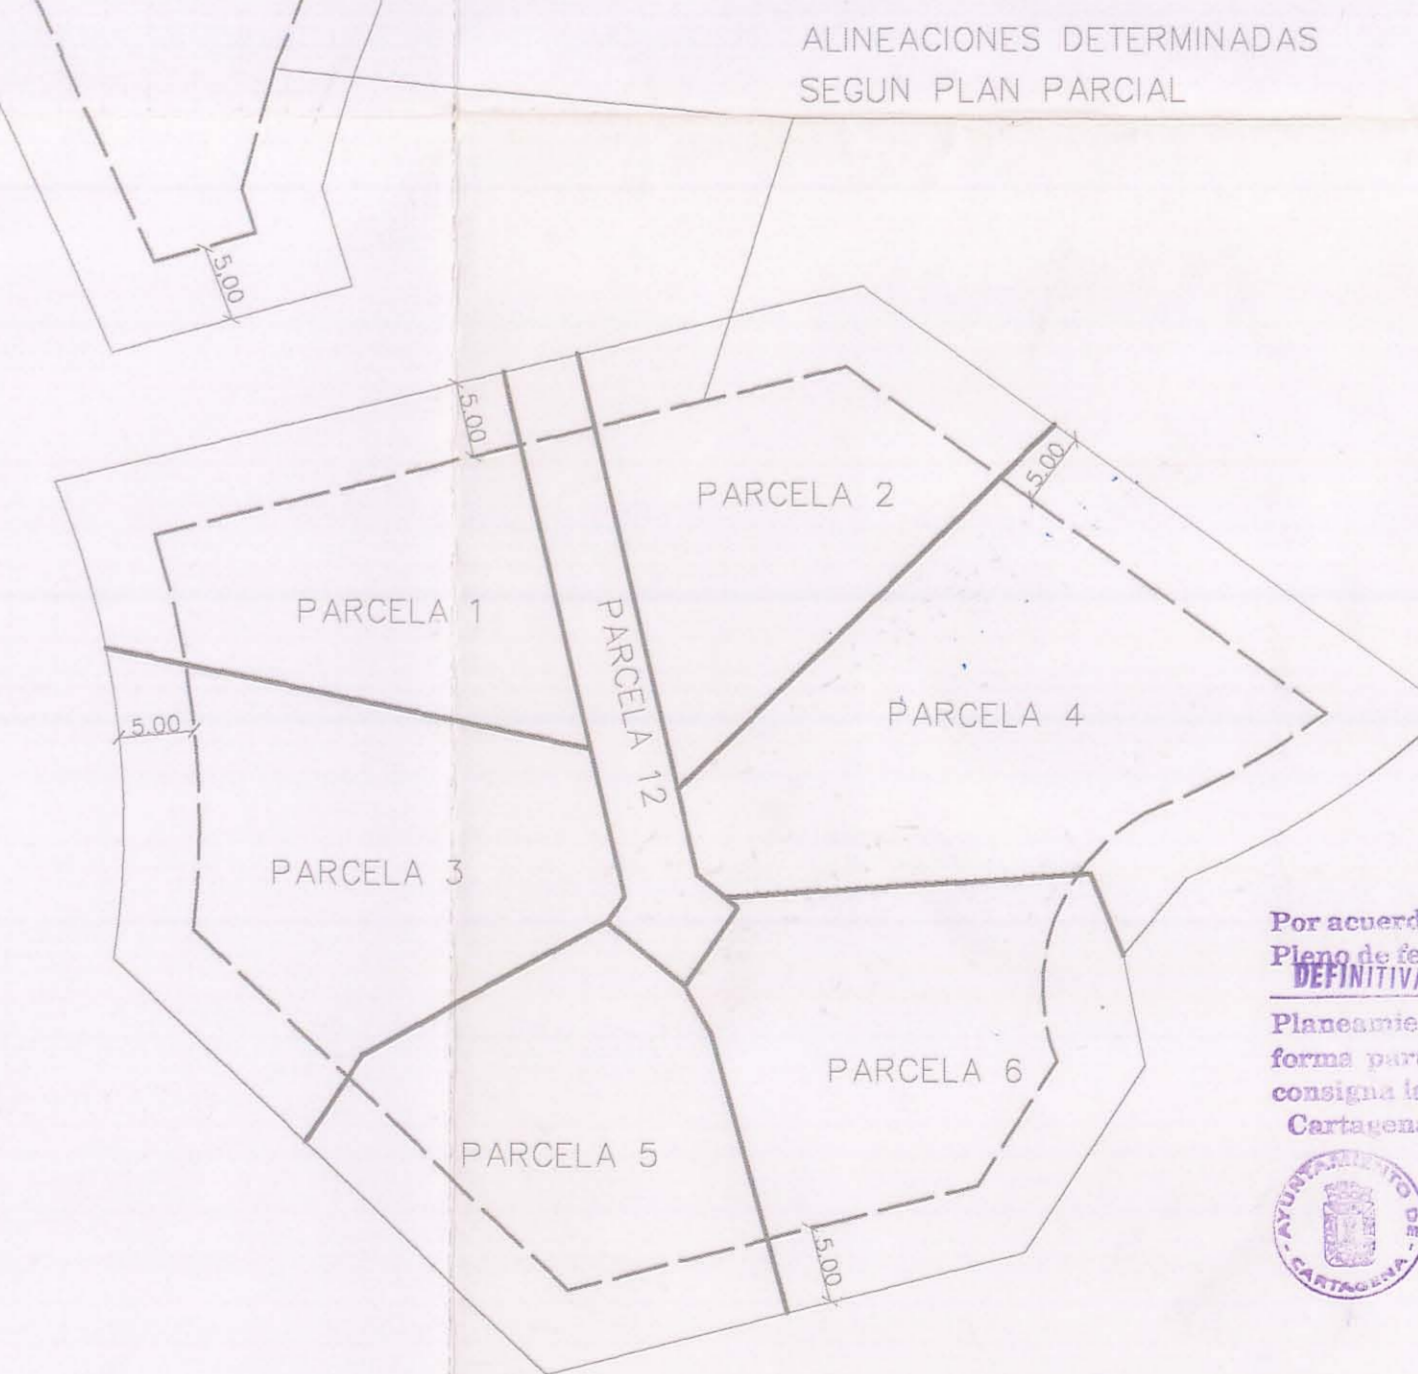 ALINEACIONES DETERMINADAS
SEGUN PLAN PARCIAL
5,00
5.00
5.00
PARCELA 2
PARCELA 1
PARCELA 12
5.00
PARCELA 4
PARCELA 3
Por acuerd
Pleno de fe
DEFINITIVA
Planeamie
forma par
consigna l
Cartagena
PARCELA 6
PARCELA 5
5.00
AYUNTAMIENTO DE
- CARTAGENA -